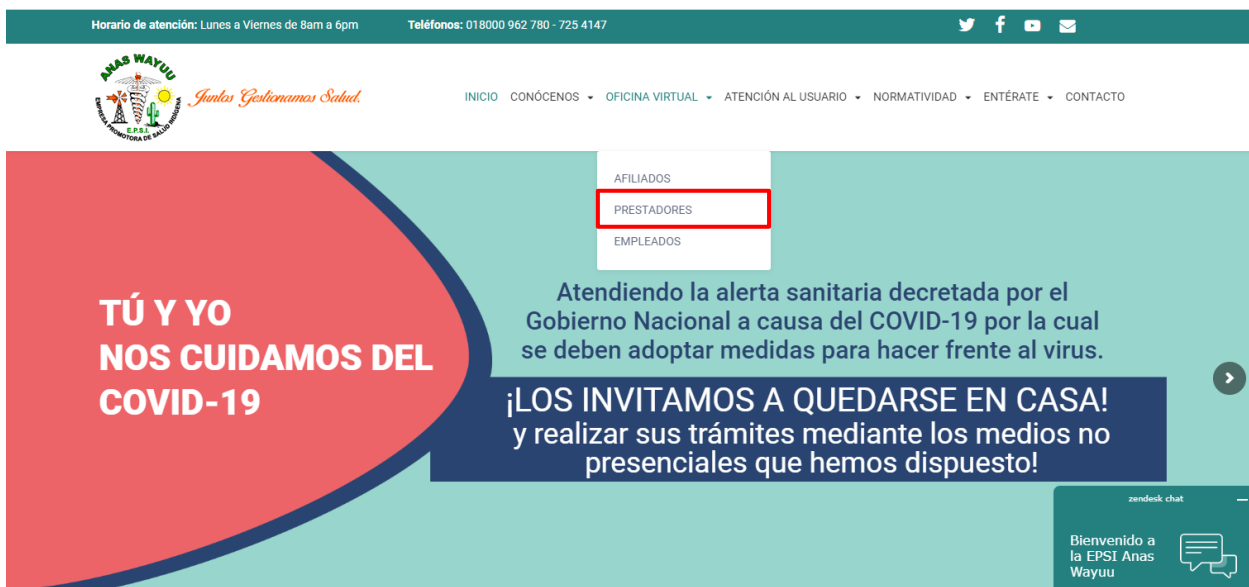 Horario de atención: Lunes a Viernes de 8am a 6pm Teléfonos: 018000 962 780 - 725 4147
ANAS WAYUU
EMPRESA PROMOTORA DE SALUD INDÍGENA
E.P.S.I.
Juntos Gestionamos Salud.
INICIO CONÓCENOS OFICINA VIRTUAL ATENCIÓN AL USUARIO NORMATIVIDAD ENTÉRATE CONTACTO
AFILIADOS
PRESTADORES
EMPLEADOS
TÚ Y YO
NOS CUIDAMOS DEL
COVID-19
Atendiendo la alerta sanitaria decretada por el
Gobierno Nacional a causa del COVID-19 por la cual
se deben adoptar medidas para hacer frente al virus.
¡LOS INVITAMOS A QUEDARSE EN CASA!
y realizar sus trámites mediante los medios no
presenciales que hemos dispuesto!
zendesk chat
Bienvenido a
la EPSI Anas
Wayuu